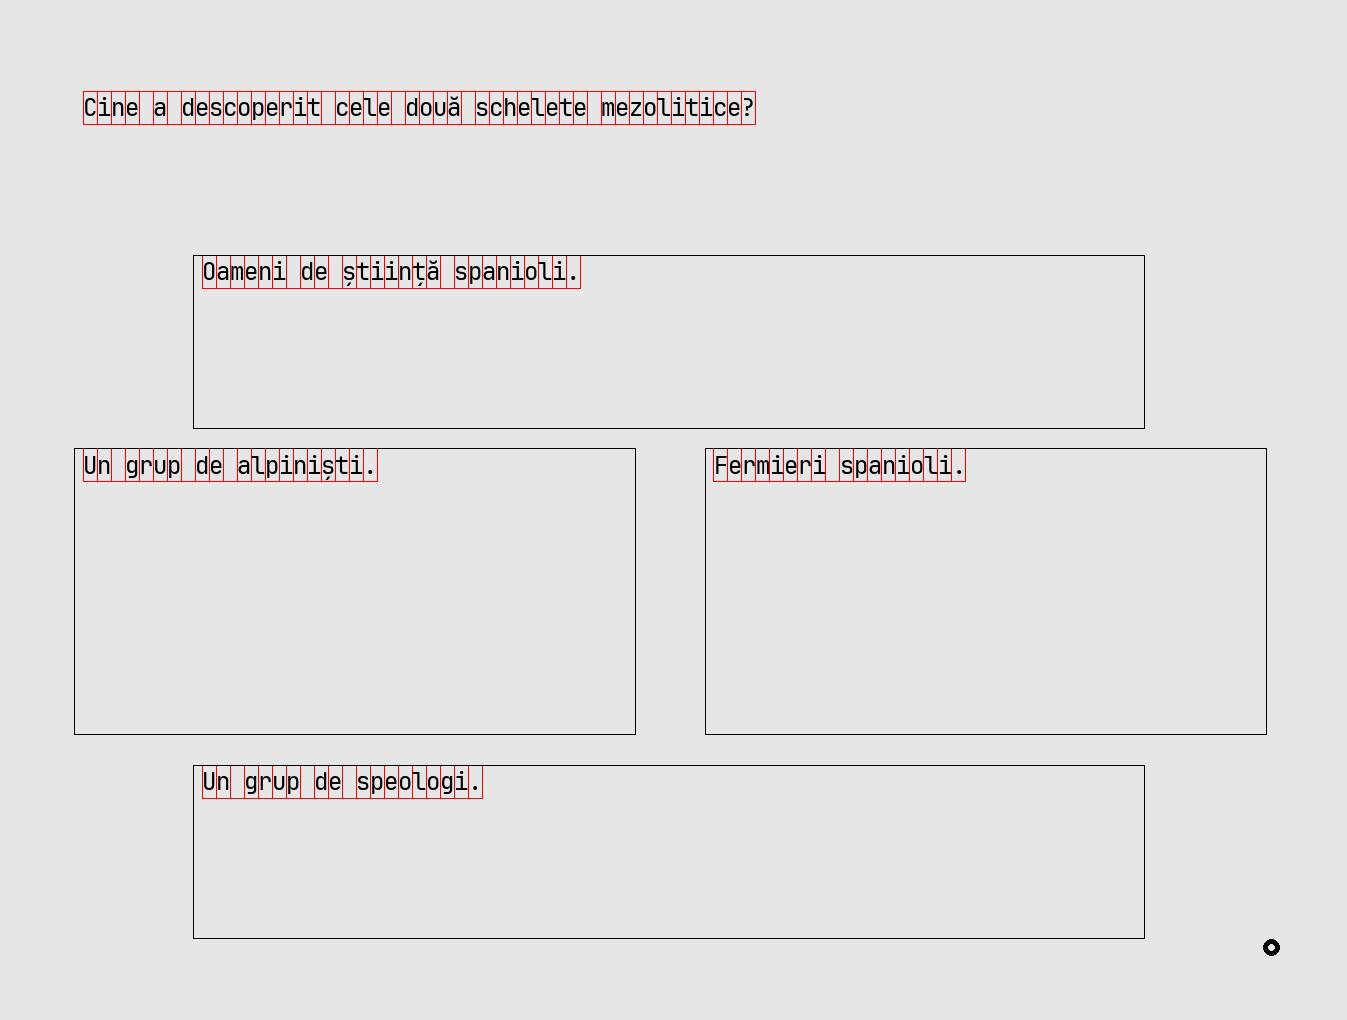 Cine a descoperit cele două schelete mezolitice?
Oameni de știință spanioli.
Un grup de alpiniști.
Fermieri spanioli.
Un grup de speologi.